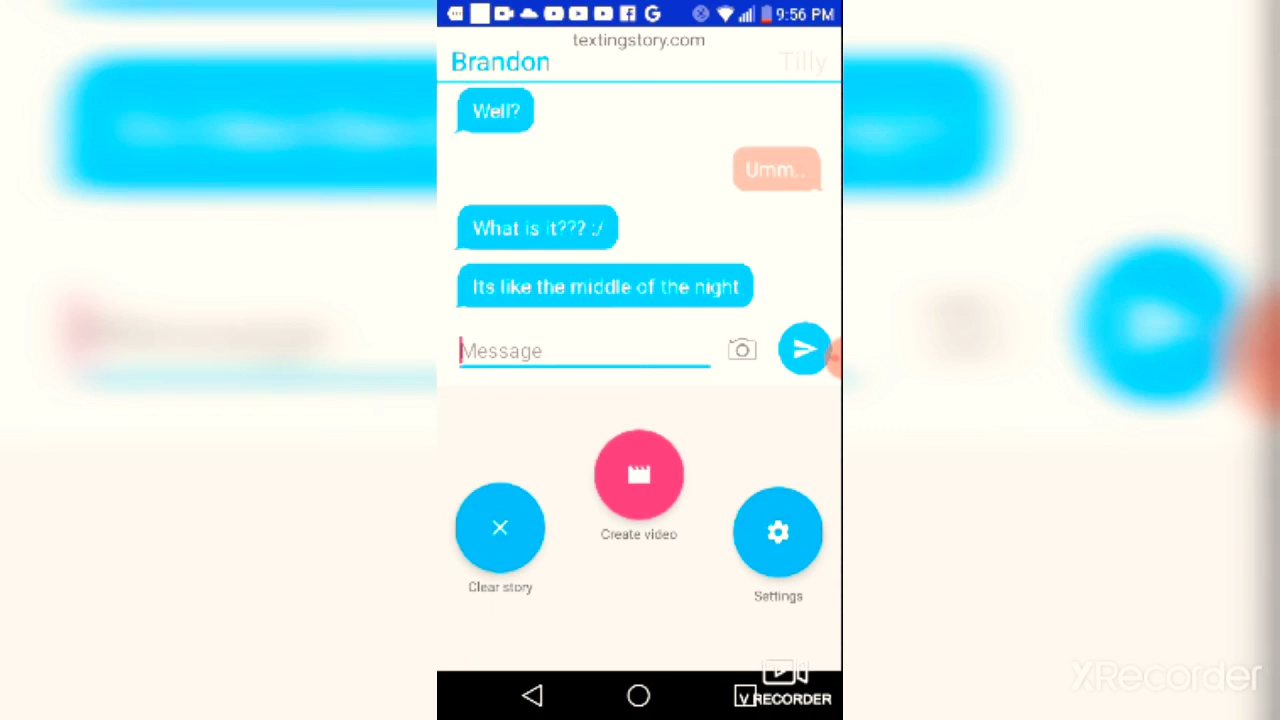 9:56 PM
textingstory.com
Brandon
Tilly
Well?
Umm..
What is it??? :/
Its like the middle of the night
Message
Create video
Clear story
Settings
V RECORDER
XRecorder